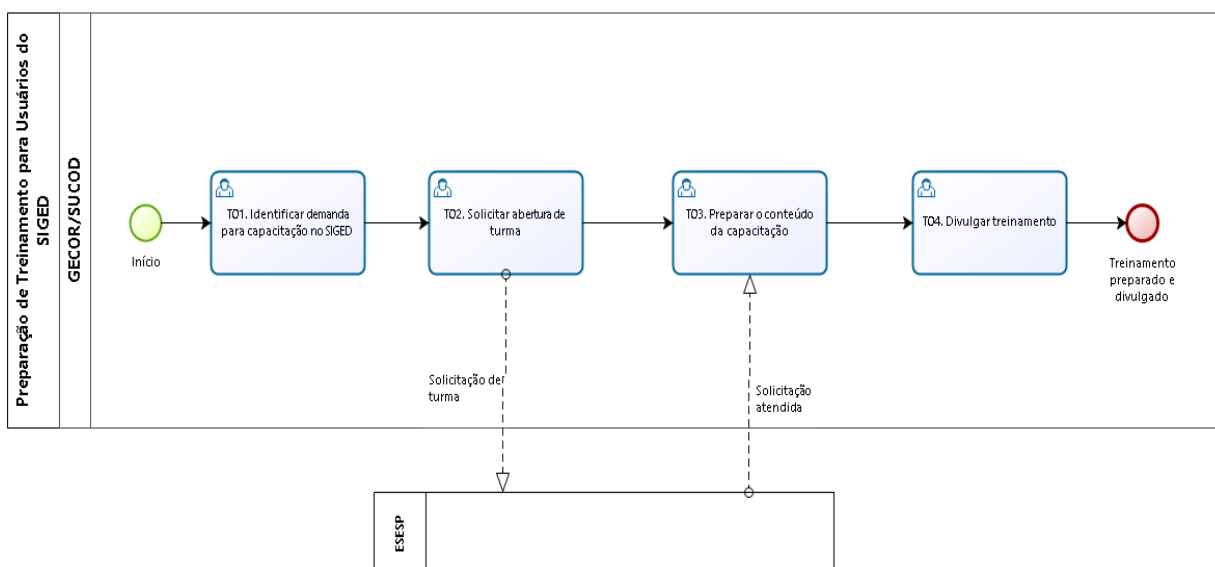 Preparação de Treinamento para Usuários do
SIGED
GECOR/SUCOD
Início
T01. Identificar demanda
para capacitação no SIGED
T02. Solicitar abertura de
turma
T03. Preparar o conteúdo
da capacitação
T04. Divulgar treinamento
Treinamento
preparado e
divulgado
Solicitação de
turma
Solicitação
atendida
ESESP